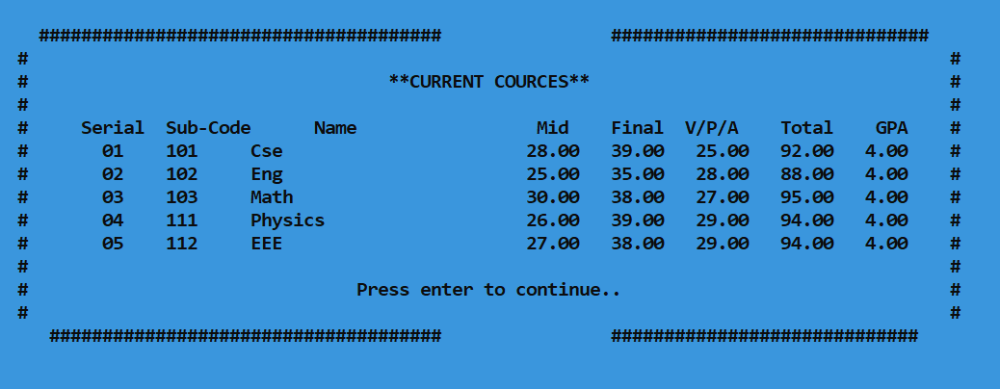 ######################################                ##############################
#                                                                                       #
#                                  **CURRENT COURCES**                                  #
#                                                                                       #
#     Serial  Sub-Code      Name                 Mid    Final  V/P/A    Total    GPA    #
#       01    101     Cse                       28.00   39.00   25.00   92.00   4.00    #
#       02    102     Eng                       25.00   35.00   28.00   88.00   4.00    #
#       03    103     Math                      30.00   38.00   27.00   95.00   4.00    #
#       04    111     Physics                   26.00   39.00   29.00   94.00   4.00    #
#       05    112     EEE                       27.00   38.00   29.00   94.00   4.00    #
#                                                                                       #
#                               Press enter to continue..                               #
#                                                                                       #
#####################################                #############################